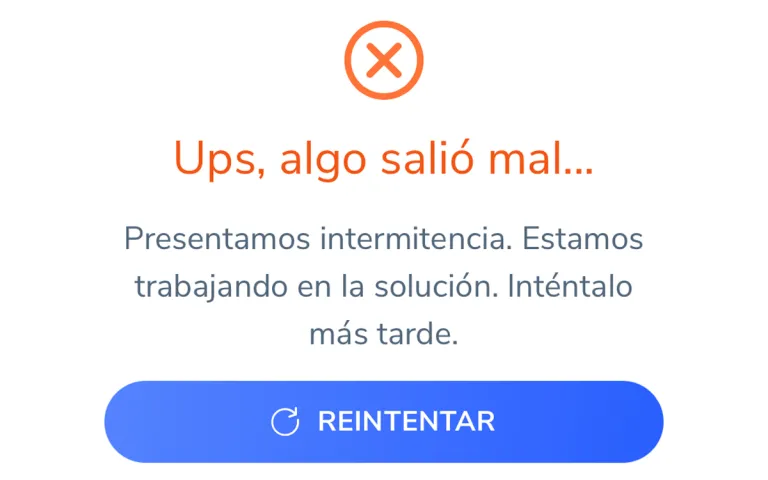 Ups, algo salió mal...
Presentamos intermitencia. Estamos
trabajando en la solución. Inténtalo
más tarde.
REINTENTAR